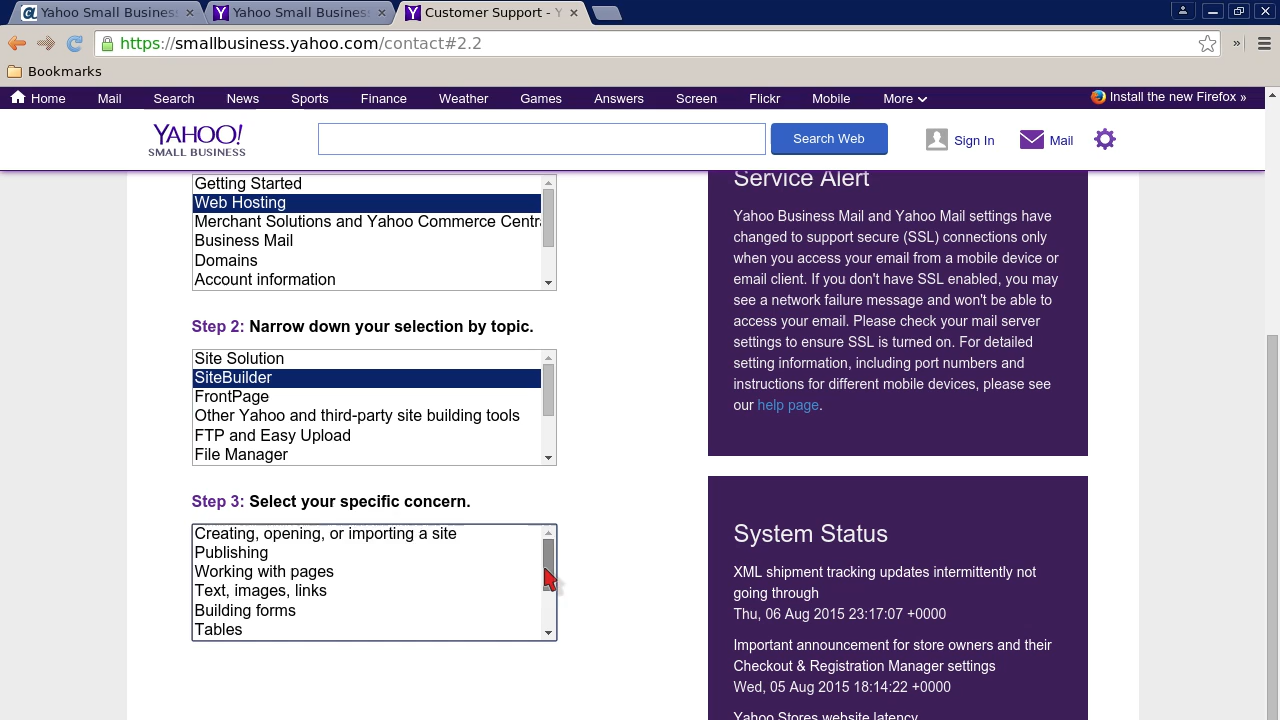 Yahoo Small Business
Yahoo Small Business
Customer Support - Y
https://smallbusiness.yahoo.com/contact#2.2
Bookmarks
Home Mail Search News Sports Finance Weather Games Answers Screen Flickr Mobile More Install the new Firefox »
YAHOO!
SMALL BUSINESS
Search Web
Sign In
Mail
Getting Started
Web Hosting
Merchant Solutions and Yahoo Commerce Centr
Business Mail
Domains
Account information
Step 2: Narrow down your selection by topic.
Site Solution
SiteBuilder
FrontPage
Other Yahoo and third-party site building tools
FTP and Easy Upload
File Manager
Step 3: Select your specific concern.
Creating, opening, or importing a site
Publishing
Working with pages
Text, images, links
Building forms
Tables
Service Alert
Yahoo Business Mail and Yahoo Mail settings have
changed to support secure (SSL) connections only
when you access your email from a mobile device or
email client. If you don't have SSL enabled, you may
see a network failure message and won't be able to
access your email. Please check your mail server
settings to ensure SSL is turned on. For detailed
setting information, including port numbers and
instructions for different mobile devices, please see
our help page.
System Status
XML shipment tracking updates intermittently not
going through
Thu, 06 Aug 2015 23:17:07 +0000
Important announcement for store owners and their
Checkout & Registration Manager settings
Wed, 05 Aug 2015 18:14:22 +0000
Yahoo Stores website latency